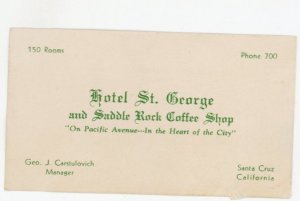 150 Rooms
Phone 700
Hotel St. George
and Saddle Rock Coffee Shop
"On Pacific Avenue---In the Heart of the City"
Geo. J. Carstulovich
Manager
Santa Cruz
California